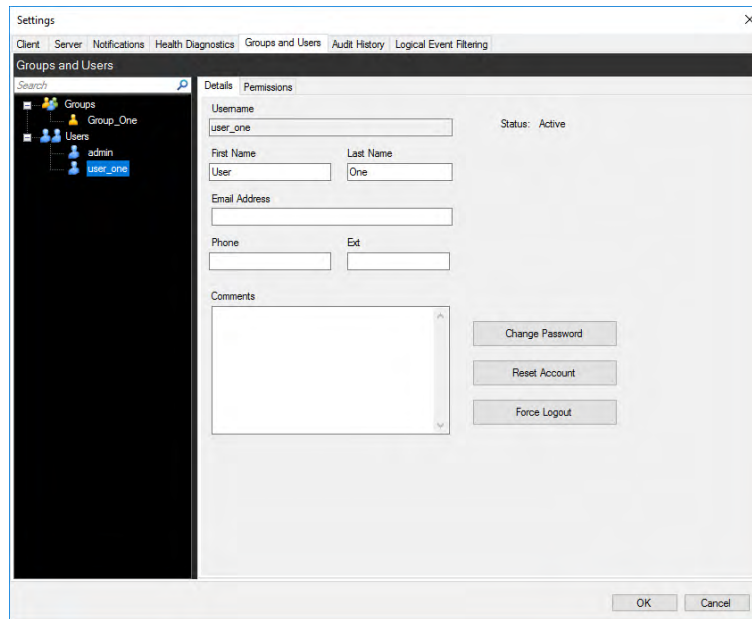 Settings
Client Server Notifications Health Diagnostics Groups and Users Audit History Logical Event Filtering
Groups and Users
Search
Groups
Group_One
Users
admin
user_one
Details Permissions
Username
user_one
Status: Active
First Name Last Name
User One
Email Address
Phone Ext
Comments
Change Password
Reset Account
Force Logout
OK Cancel